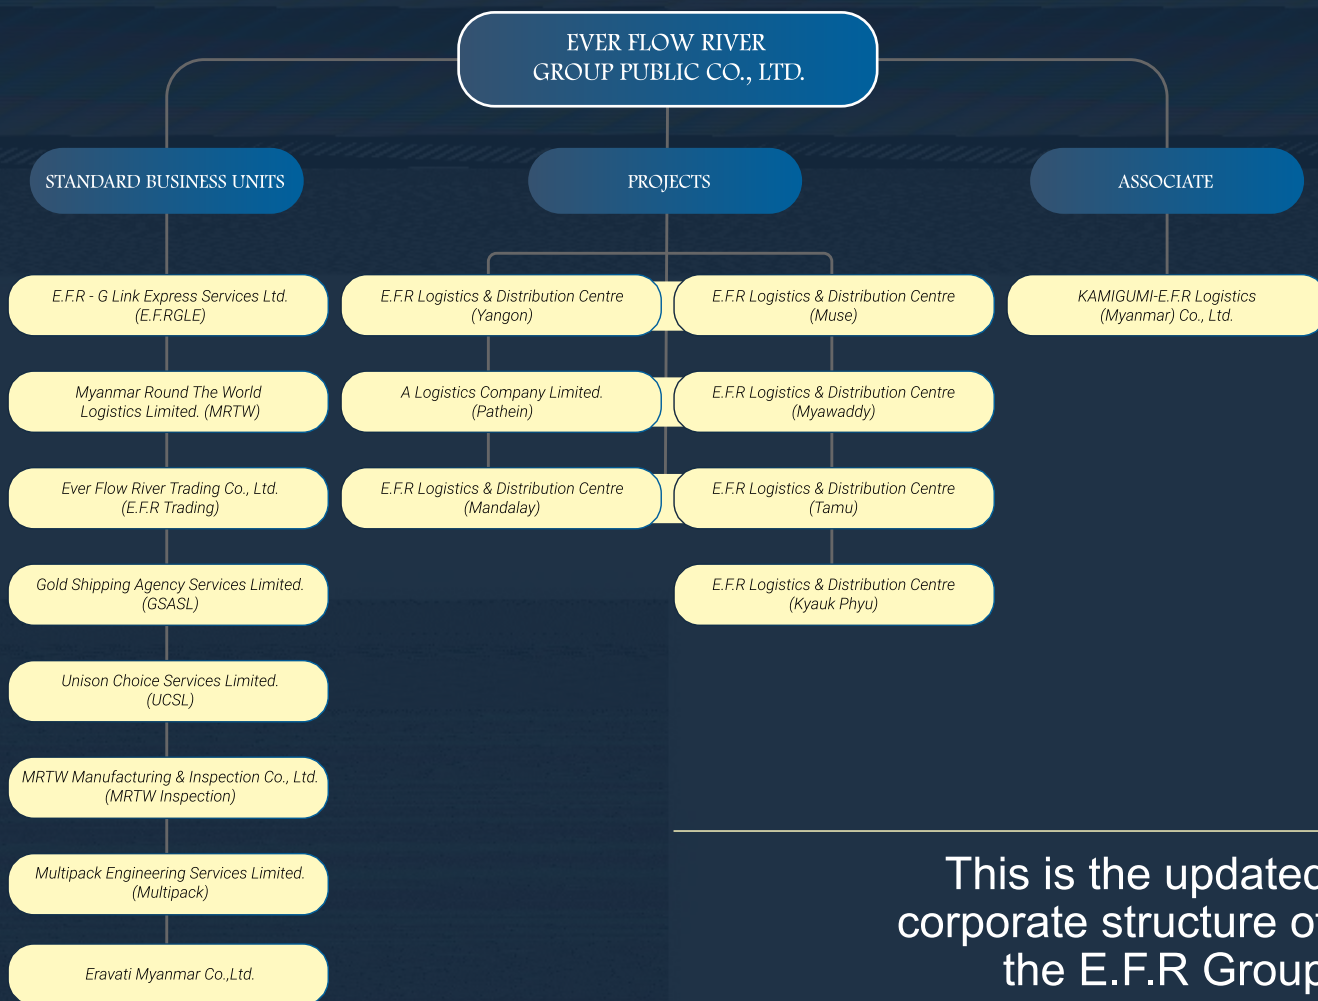 EVER FLOW RIVER
GROUP PUBLIC CO., LTD.
STANDARD BUSINESS UNITS
PROJECTS
ASSOCIATE
E.F.R - G Link Express Services Ltd.
(E.F.RGLE)
Myanmar Round The World
Logistics Limited. (MRTW)
Ever Flow River Trading Co., Ltd.
(E.F.R Trading)
Gold Shipping Agency Services Limited.
(GSASL)
Unison Choice Services Limited.
(UCSL)
MRTW Manufacturing & Inspection Co., Ltd.
(MRTW Inspection)
Multipack Engineering Services Limited.
(Multipack)
Eravati Myanmar Co.,Ltd.
E.F.R Logistics & Distribution Centre
(Yangon)
A Logistics Company Limited.
(Pathein)
E.F.R Logistics & Distribution Centre
(Mandalay)
E.F.R Logistics & Distribution Centre
(Muse)
E.F.R Logistics & Distribution Centre
(Myawaddy)
E.F.R Logistics & Distribution Centre
(Tamu)
E.F.R Logistics & Distribution Centre
(Kyauk Phyu)
KAMIGUMI-E.F.R Logistics
(Myanmar) Co., Ltd.
This is the updated
corporate structure of
the E.F.R Group